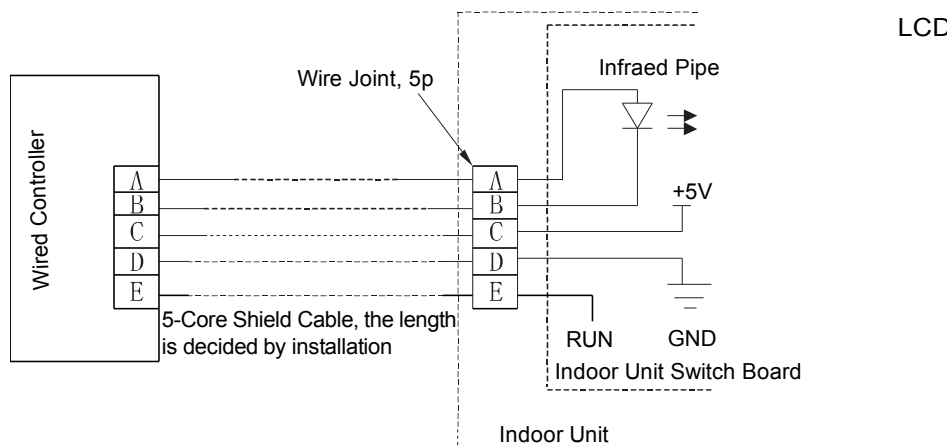 LCD
Infraed Pipe
Wire Joint, 5p
Wired Controller
A
B
C
D
E
A
B
C
D
E
+5V
5-Core Shield Cable, the length
is decided by installation
RUN
GND
Indoor Unit Switch Board
Indoor Unit